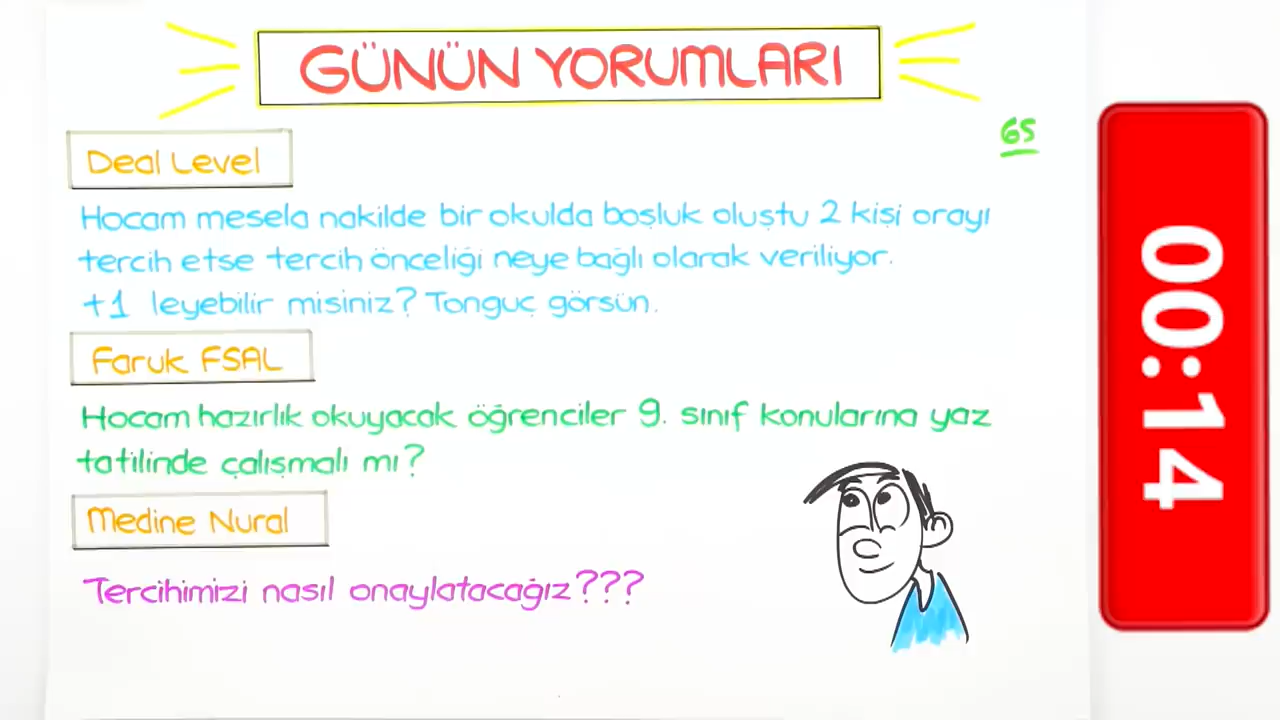 GÜNÜN YORUMLARI
65
Deal Level
Hocam mesela nakilde bir okulda boşluk oluştu 2 kişi orayı
tercih etse tercih önceliği neye bağlı olarak veriliyor.
+1 leyebilir misiniz? Tonguç görsün.
Faruk FSAL
Hocam hazırlık okuyacak öğrenciler 9. sınıf konularına yaz
tatilinde çalışmalı mı?
Medine Nural
Tercihimizi nasıl onaylatacağız???
00:14